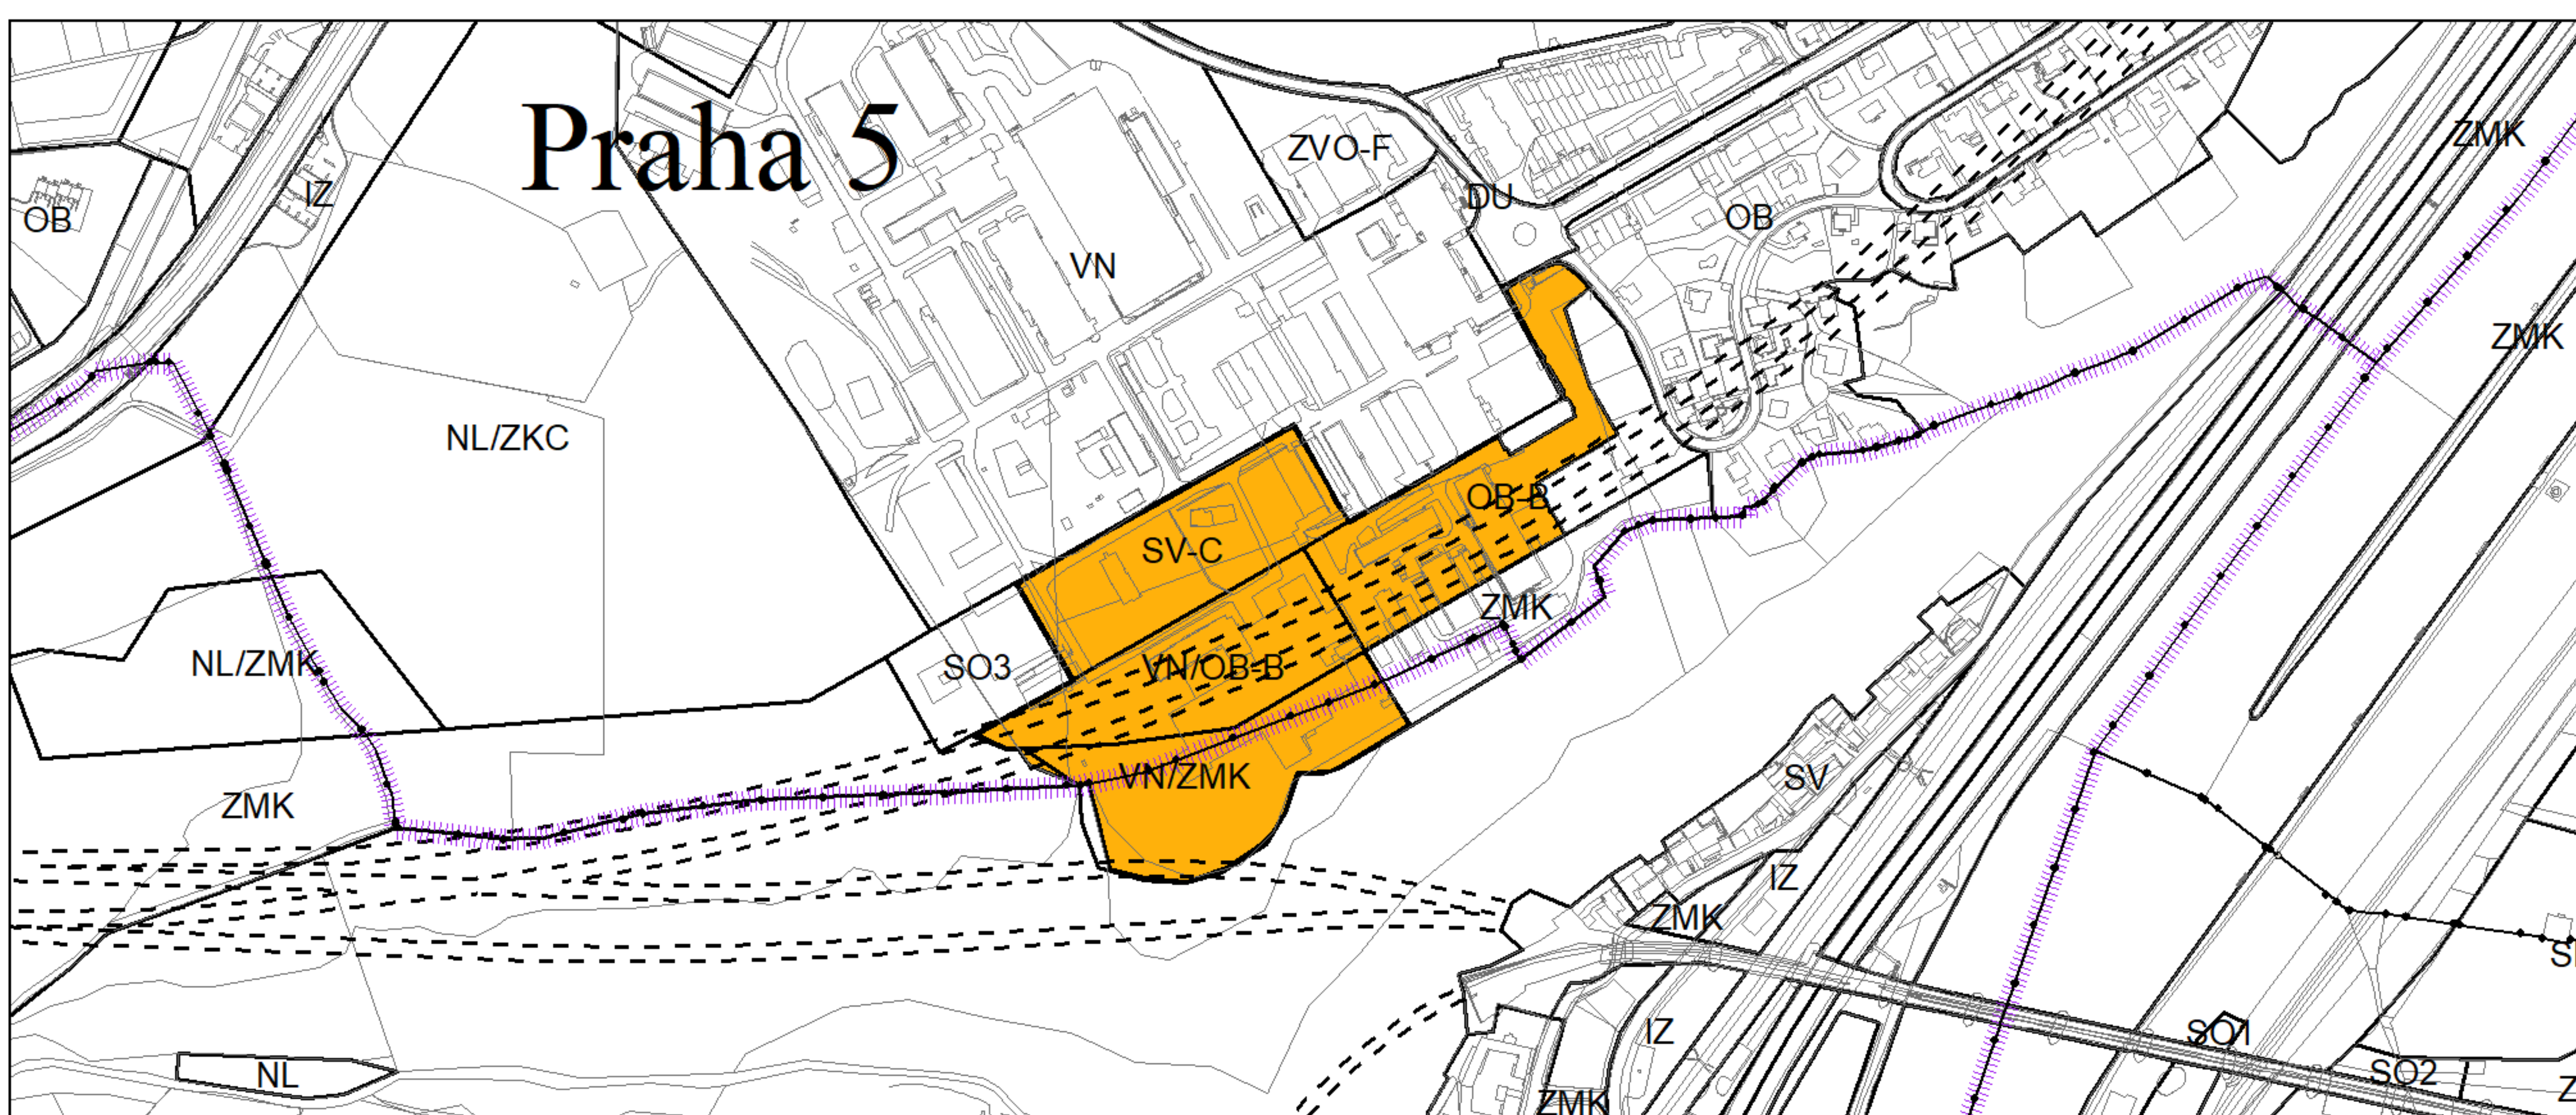 Praha 5
ZVO-F
ZMK
IZ
DU
OB
OB
VN
ZMK
NL/ZKC
OB-B
SV-C
ZMK
NL/ZMK
SO3
VN/OB-B
VN/ZMK
SV
ZMK
IZ
ZMK
S
IZ
SO1
NL
SO2
Z
ZMK